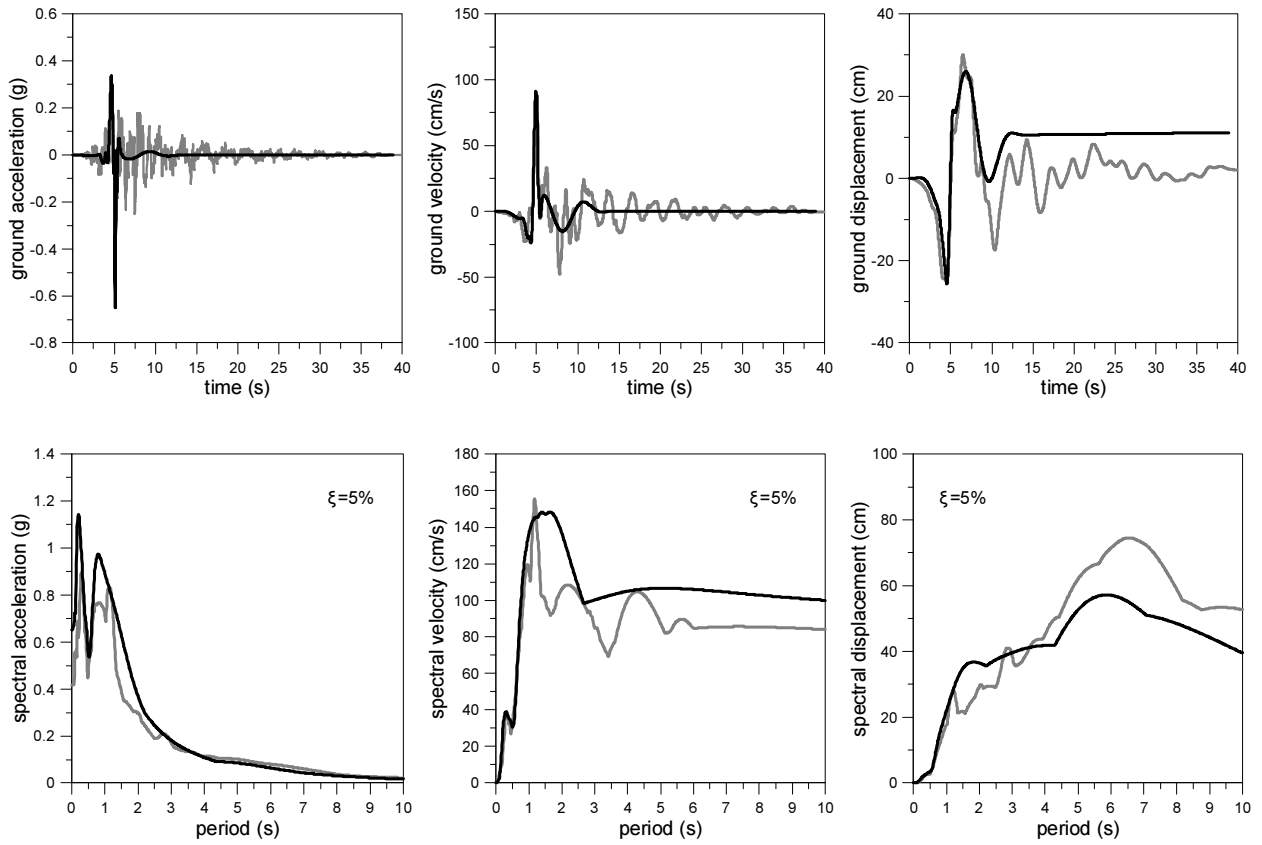 0.6
0.4
0.2
0
-0.2
-0.4
-0.6
-0.8
ground acceleration (g)
0 5 10 15 20 25 30 35 40
time (s)
150
100
50
0
-50
-100
ground velocity (cm/s)
0 5 10 15 20 25 30 35 40
time (s)
40
20
0
-20
-40
ground displacement (cm)
0 5 10 15 20 25 30 35 40
time (s)
1.4
1.2
1
0.8
0.6
0.4
0.2
0
spectral acceleration (g)
ξ=5%
0 1 2 3 4 5 6 7 8 9 10
period (s)
180
160
140
120
100
80
60
40
20
0
spectral velocity (cm/s)
ξ=5%
0 1 2 3 4 5 6 7 8 9 10
period (s)
100
80
60
40
20
0
spectral displacement (cm)
ξ=5%
0 1 2 3 4 5 6 7 8 9 10
period (s)